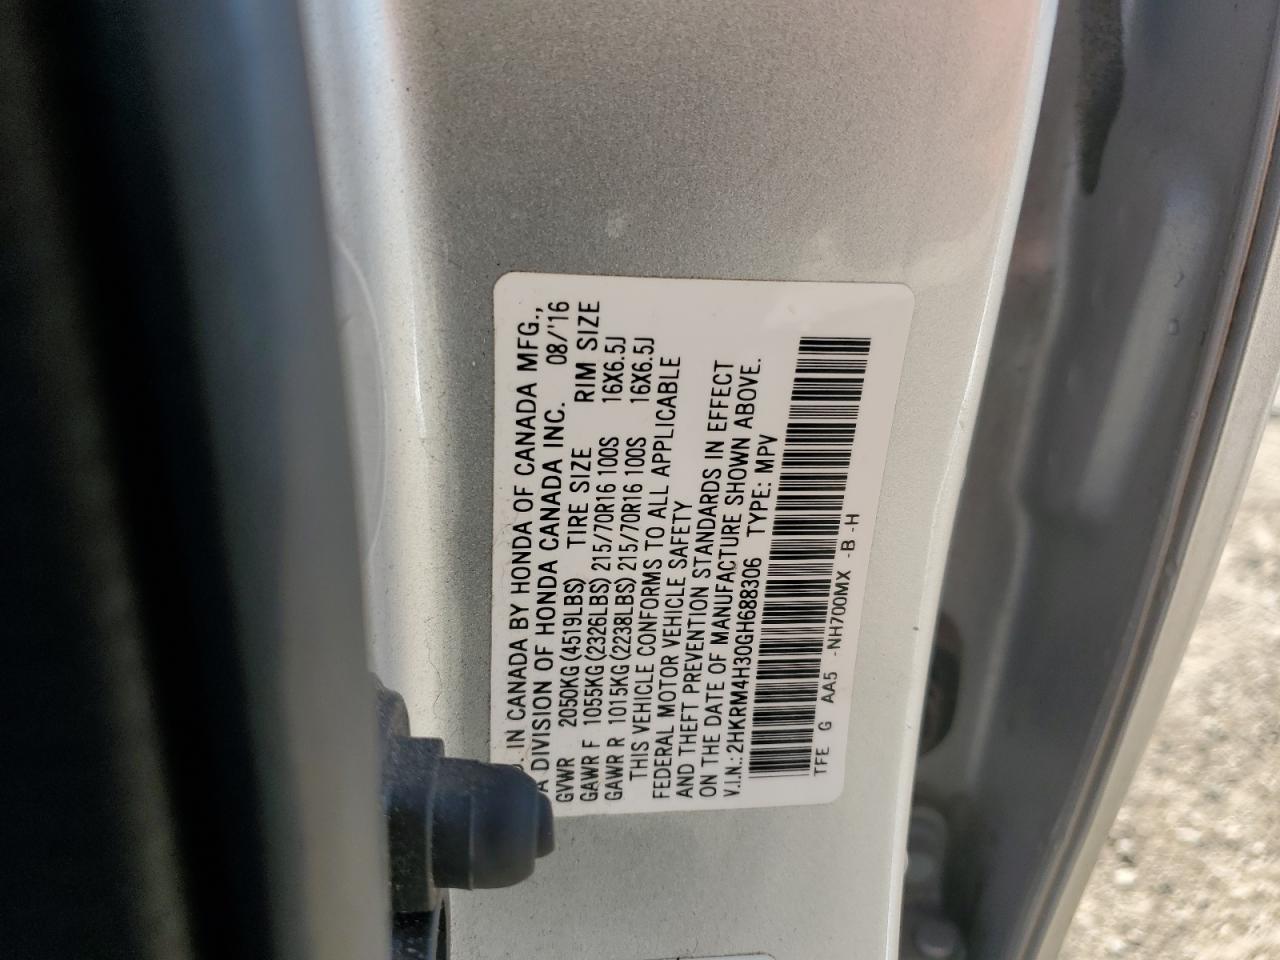 IN CANADA BY HONDA OF CANADA MFG.,
A DIVISION OF HONDA CANADA INC. 08/'16
GVWR 2050KG(4519LBS) TIRE SIZE RIM SIZE
GAWR F 1055KG(2326LBS) 215/70R16 100S 16X6.5J
GAWR R 1015KG(2238LBS) 215/70R16 100S 16X6.5J
THIS VEHICLE CONFORMS TO ALL APPLICABLE
FEDERAL MOTOR VEHICLE SAFETY
AND THEFT PREVENTION STANDARDS IN EFFECT
ON THE DATE OF MANUFACTURE SHOWN ABOVE.
V.I.N.:2HKRM4H30GH688306 TYPE: MPV
TFE G AA5 -NH700MX -B -H